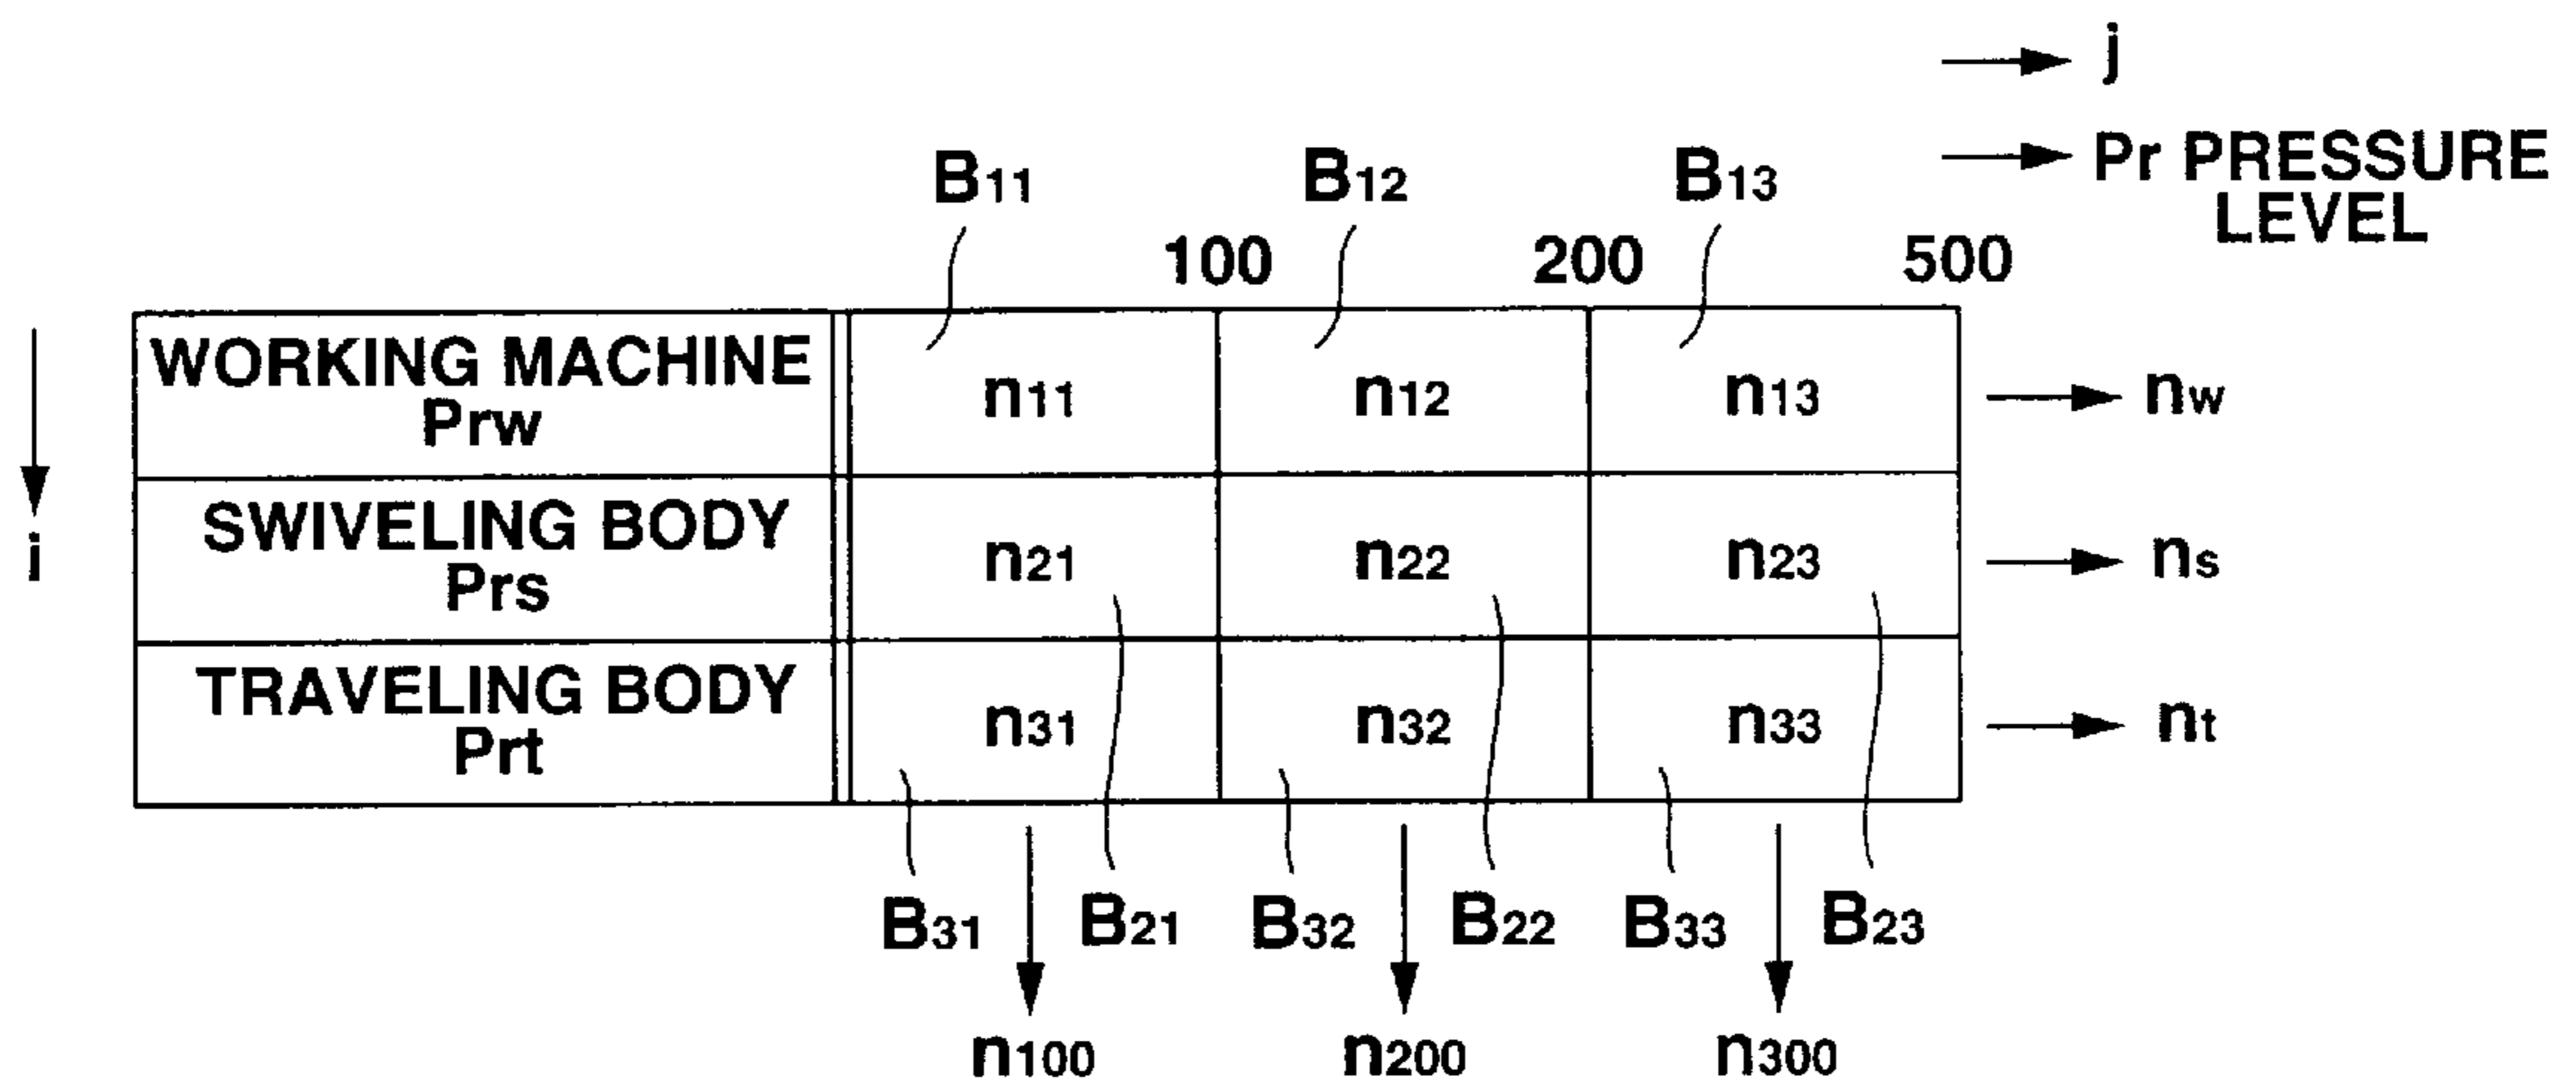 j
Pr PRESSURE
LEVEL
B11 B12 B13
100 200 500
WORKING MACHINE
Prw
n11 n12 n13 nw
SWIVELING BODY
Prs
n21 n22 n23 ns
i
TRAVELING BODY
Prt
n31 n32 n33 nt
B31 B21 B32 B22 B33 B23
n100 n200 n300